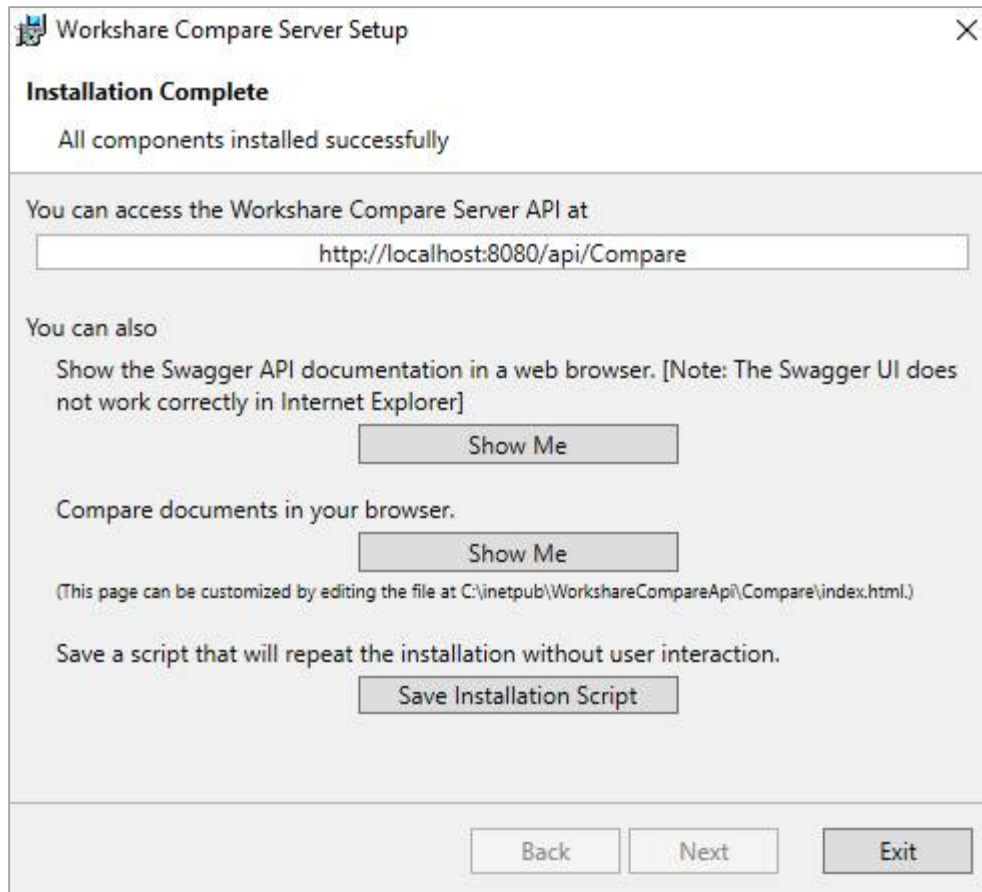 Workshare Compare Server Setup
Installation Complete
All components installed successfully
You can access the Workshare Compare Server API at
http://localhost:8080/api/Compare
You can also
Show the Swagger API documentation in a web browser. [Note: The Swagger UI does
not work correctly in Internet Explorer]
Show Me
Compare documents in your browser.
Show Me
(This page can be customized by editing the file at C:\inetpub\WorkshareCompareApi\Compare\index.html.)
Save a script that will repeat the installation without user interaction.
Save Installation Script
Back Next Exit